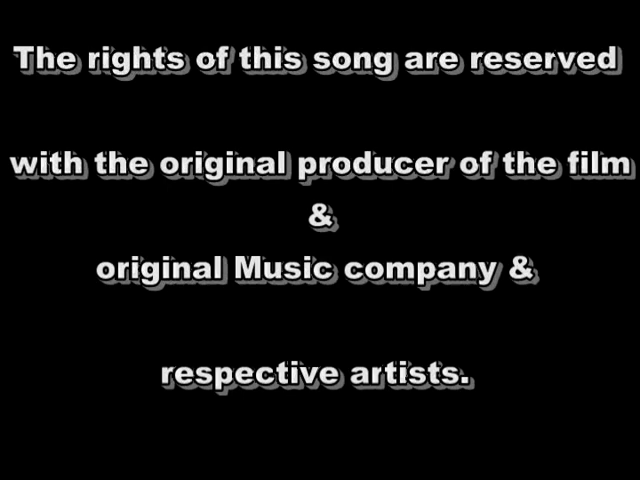 The rights of this song are reserved
with the original producer of the film
&
original Music company &
respective artists.